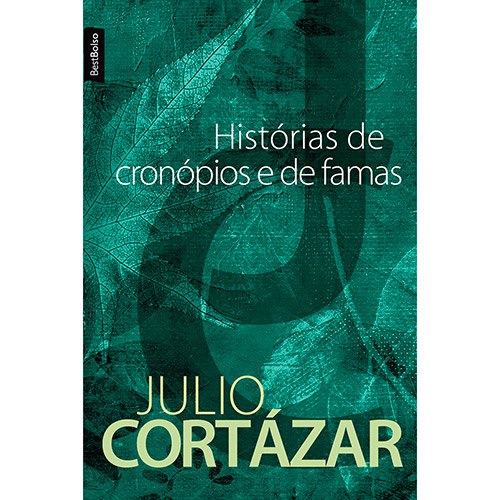 BestBolso
Histórias de
cronópios e de famas
JULIO
CORTÁZAR